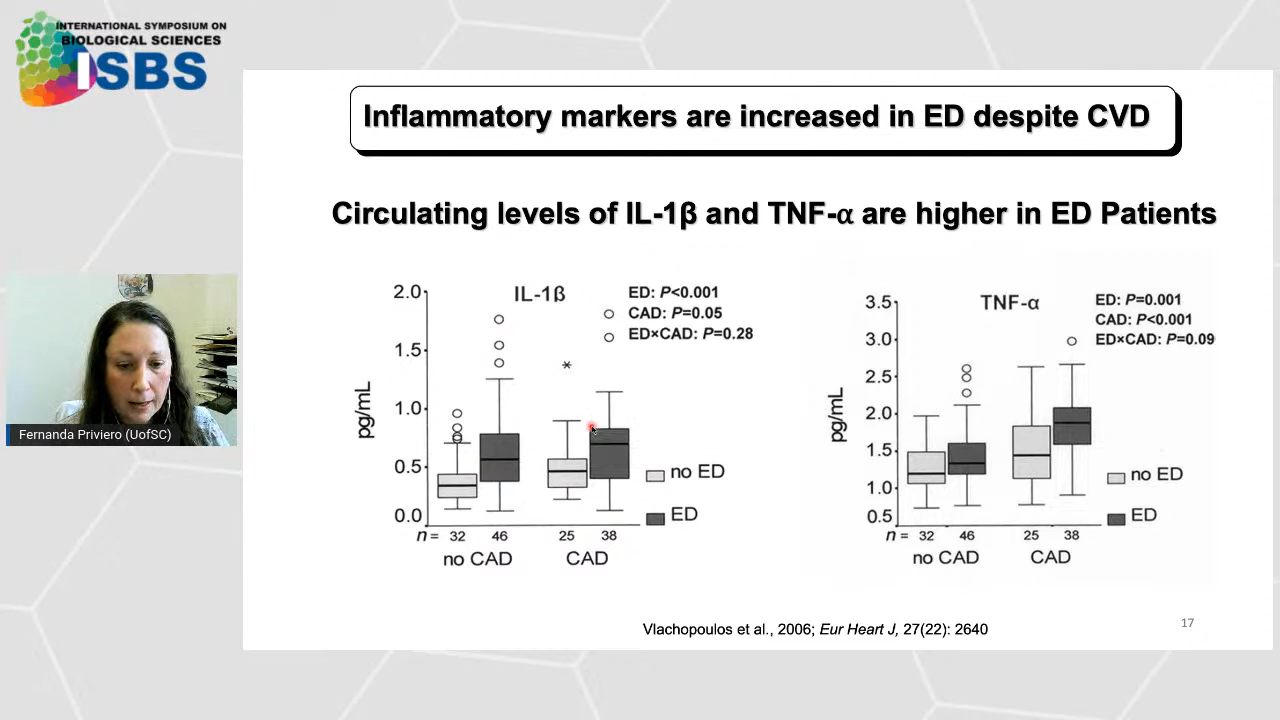 INTERNATIONAL SYMPOSIUM ON
BIOLOGICAL SCIENCES
ISBS
Inflammatory markers are increased in ED despite CVD
Circulating levels of IL-1β and TNF-α are higher in ED Patients
IL-1ß
ED: P<0.001
CAD: P=0.05
ED×CAD: P=0.28
2.0
1.5
1.0
0.5
0.0
pg/mL
no ED
ED
n = 32 46 25 38
no CAD CAD
TNF-α
ED: P=0.001
CAD: P<0.001
ED×CAD: P=0.09
3.5
3.0
2.5
2.0
1.5
1.0
0.5
pg/mL
no ED
ED
n = 32 46 25 38
no CAD CAD
Fernanda Priviero (UofSC)
Vlachopoulos et al., 2006; Eur Heart J, 27(22): 2640
17